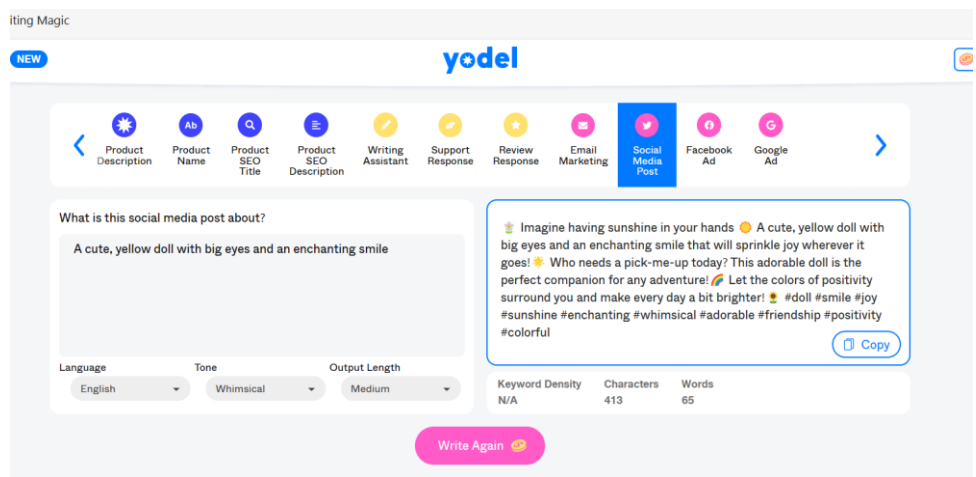 iting Magic
NEW
yodel
Product Description
Ab
Product Name
Product SEO Title
Product SEO Description
Writing Assistant
Support Response
Review Response
Email Marketing
Social Media Post
Facebook Ad
G
Google Ad
What is this social media post about?
A cute, yellow doll with big eyes and an enchanting smile
Language
Tone
Output Length
English
Whimsical
Medium
🧚 Imagine having sunshine in your hands 🌞 A cute, yellow doll with
big eyes and an enchanting smile that will sprinkle joy wherever it
goes!🌟 Who needs a pick-me-up today? This adorable doll is the
perfect companion for any adventure!🌈 Let the colors of positivity
surround you and make every day a bit brighter! 🌻 #doll #smile #joy
#sunshine #enchanting #whimsical #adorable #friendship #positivity
#colorful
Copy
Keyword Density Characters Words
N/A 413 65
Write Again